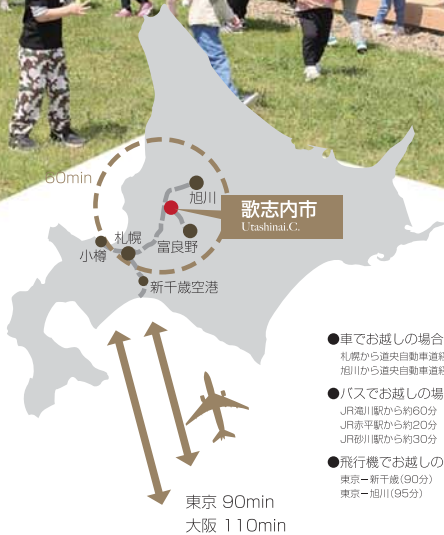 60min
旭川
歌志内市
Utashinai.C.
札幌
小樽
富良野
新千歳空港
●車でお越しの場合
札幌から道央自動車道経
旭川から道央自動車道経
●バスでお越しの場
JR滝川駅から約60分
JR赤平駅から約20分
JR砂川駅から約30分
●飛行機でお越しの
東京ー新千歳(90分)
東京ー旭川(95分)
東京 90min
大阪 110min